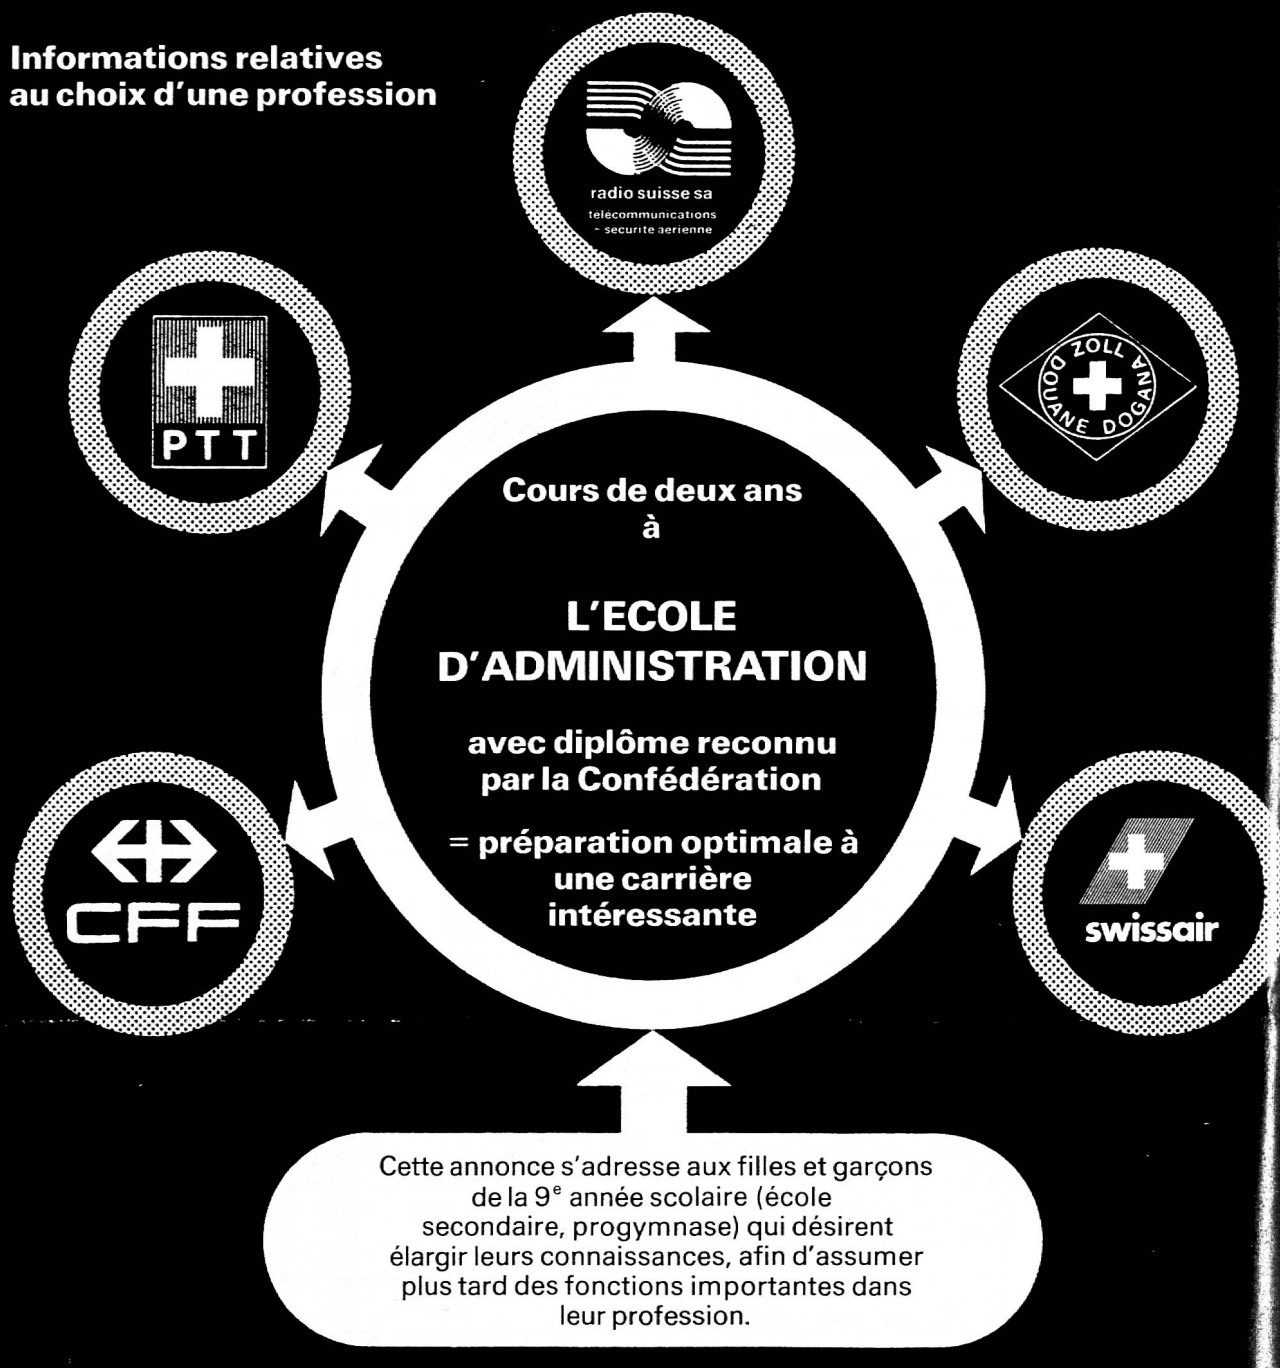 Informations relatives
au choix d'une profession
radio suisse sa
télécommunications
- securite aerienne
PTT
ZOLL
DOUANE DOGANA
Cours de deux ans
à
L'ECOLE
D'ADMINISTRATION
avec diplôme reconnu
par la Confédération
= préparation optimale à
une carrière
intéressante
CFF
swissair
Cette annonce s'adresse aux filles et garçons
de la 9e année scolaire (école
secondaire, progymnase) qui désirent
élargir leurs connaissances, afin d'assumer
plus tard des fonctions importantes dans
leur profession.